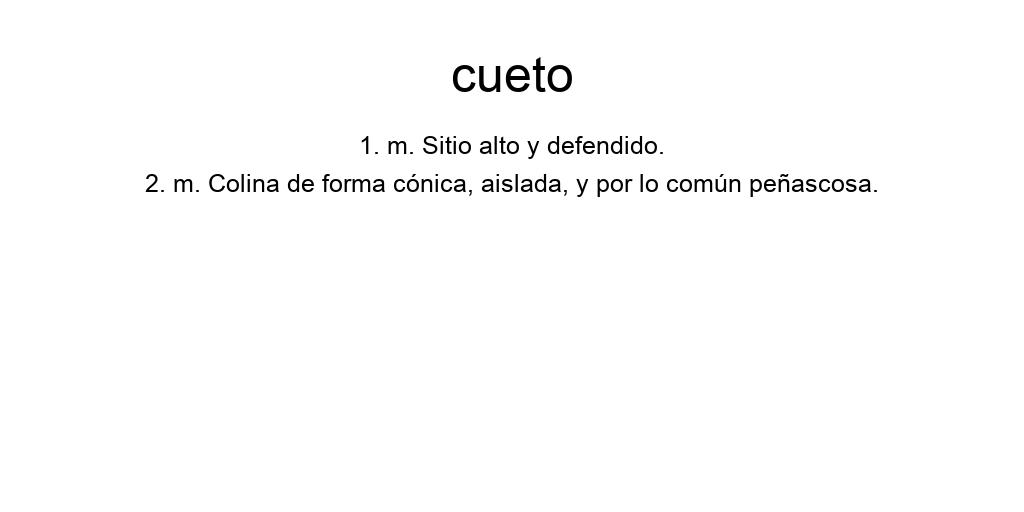 cueto
1. m. Sitio alto y defendido.
2. m. Colina de forma cónica, aislada, y por lo común peñascosa.